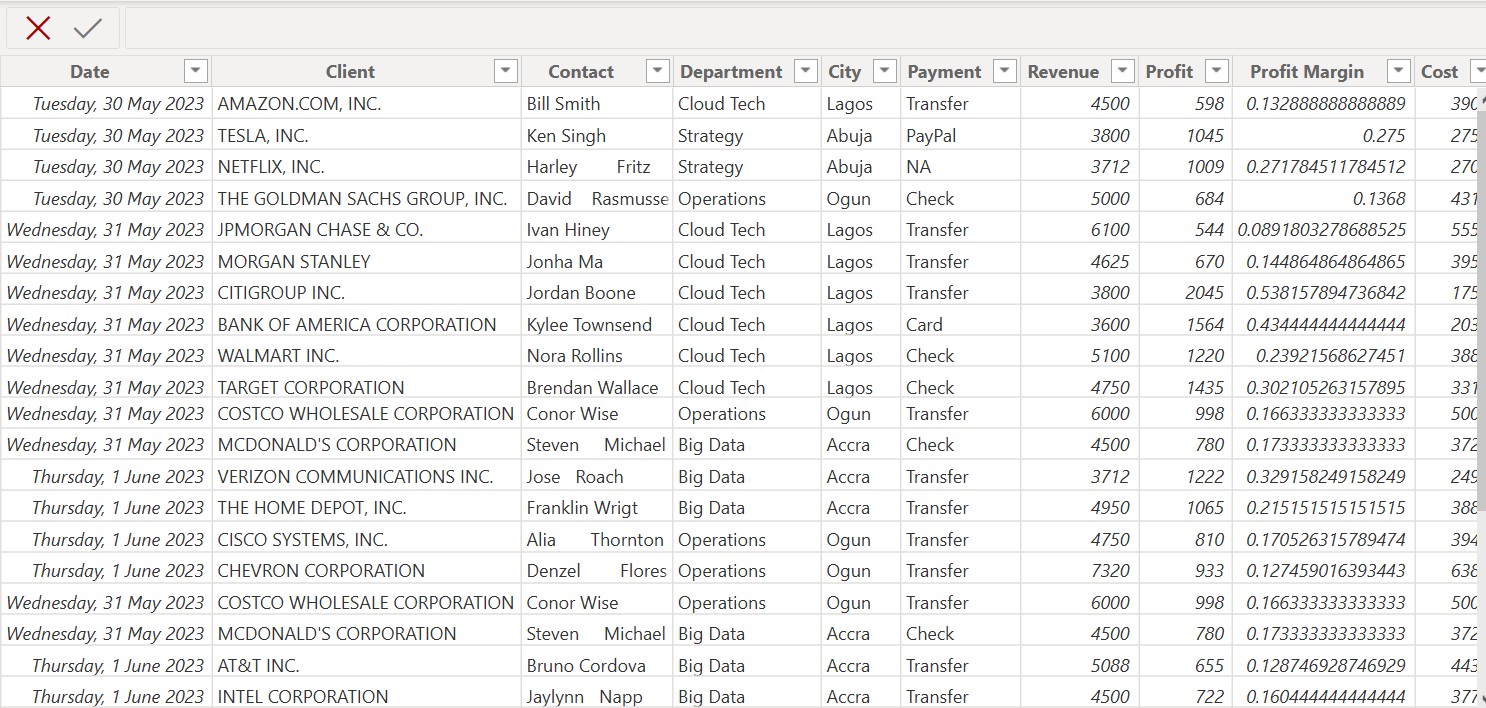 Date Client Contact Department City Payment Revenue Profit Profit Margin Cost
Tuesday, 30 May 2023 AMAZON.COM, INC. Bill Smith Cloud Tech Lagos Transfer 4500 598 0.132888888888889 390
Tuesday, 30 May 2023 TESLA, INC. Ken Singh Strategy Abuja PayPal 3800 1045 0.275 275
Tuesday, 30 May 2023 NETFLIX, INC. Harley Fritz Strategy Abuja NA 3712 1009 0.271784511784512 270
Tuesday, 30 May 2023 THE GOLDMAN SACHS GROUP, INC. David Rasmusse Operations Ogun Check 5000 684 0.1368 431
Wednesday, 31 May 2023 JPMORGAN CHASE & CO. Ivan Hiney Cloud Tech Lagos Transfer 6100 544 0.0891803278688525 555
Wednesday, 31 May 2023 MORGAN STANLEY Jonha Ma Cloud Tech Lagos Transfer 4625 670 0.144864864864865 395
Wednesday, 31 May 2023 CITIGROUP INC. Jordan Boone Cloud Tech Lagos Transfer 3800 2045 0.538157894736842 175
Wednesday, 31 May 2023 BANK OF AMERICA CORPORATION Kylee Townsend Cloud Tech Lagos Card 3600 1564 0.434444444444444 203
Wednesday, 31 May 2023 WALMART INC. Nora Rollins Cloud Tech Lagos Check 5100 1220 0.23921568627451 388
Wednesday, 31 May 2023 TARGET CORPORATION Brendan Wallace Cloud Tech Lagos Check 4750 1435 0.302105263157895 331
Wednesday, 31 May 2023 COSTCO WHOLESALE CORPORATION Conor Wise Operations Ogun Transfer 6000 998 0.166333333333333 500
Wednesday, 31 May 2023 MCDONALD'S CORPORATION Steven Michael Big Data Accra Check 4500 780 0.173333333333333 372
Thursday, 1 June 2023 VERIZON COMMUNICATIONS INC. Jose Roach Big Data Accra Transfer 3712 1222 0.329158249158249 249
Thursday, 1 June 2023 THE HOME DEPOT, INC. Franklin Wrigt Big Data Accra Transfer 4950 1065 0.215151515151515 388
Thursday, 1 June 2023 CISCO SYSTEMS, INC. Alia Thornton Operations Ogun Transfer 4750 810 0.170526315789474 394
Thursday, 1 June 2023 CHEVRON CORPORATION Denzel Flores Operations Ogun Transfer 7320 933 0.127459016393443 638
Wednesday, 31 May 2023 COSTCO WHOLESALE CORPORATION Conor Wise Operations Ogun Transfer 6000 998 0.166333333333333 500
Wednesday, 31 May 2023 MCDONALD'S CORPORATION Steven Michael Big Data Accra Check 4500 780 0.173333333333333 372
Thursday, 1 June 2023 AT&T INC. Bruno Cordova Big Data Accra Transfer 5088 655 0.128746928746929 443
Thursday, 1 June 2023 INTEL CORPORATION Jaylynn Napp Big Data Accra Transfer 4500 722 0.160444444444444 377